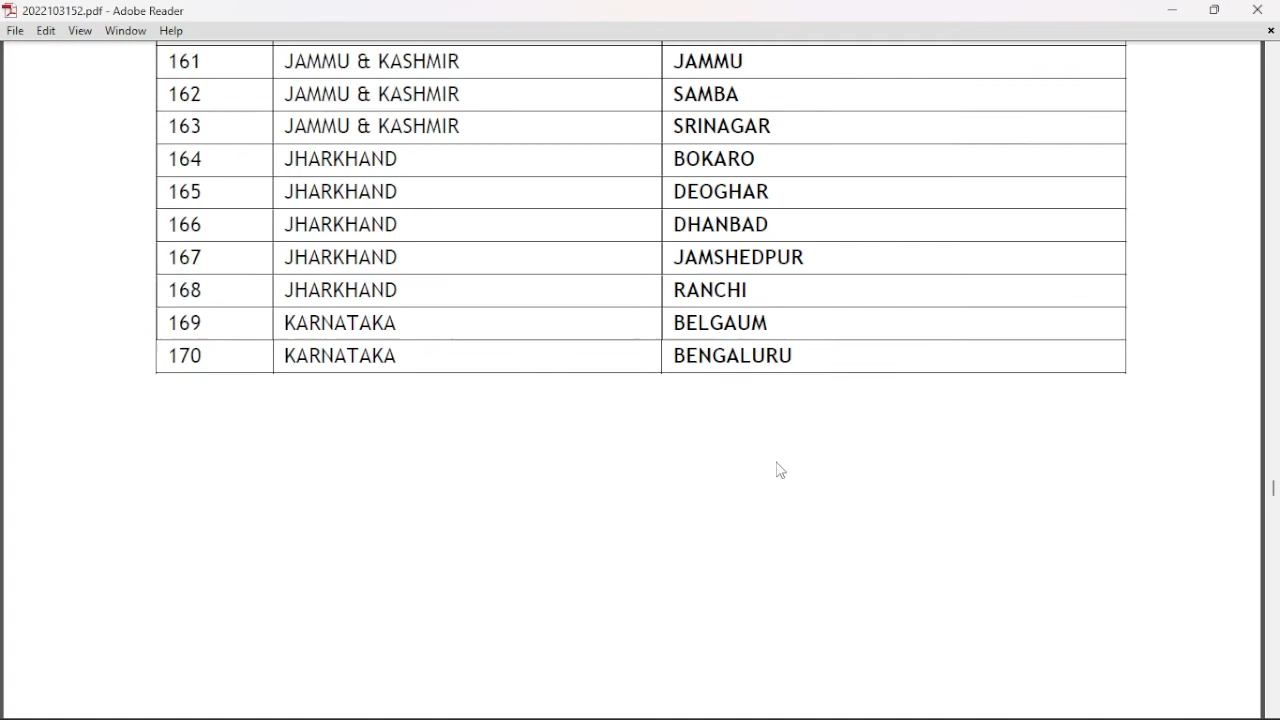 2022103152.pdf - Adobe Reader
File Edit View Window Help
161 JAMMU & KASHMIR JAMMU
162 JAMMU & KASHMIR SAMBA
163 JAMMU & KASHMIR SRINAGAR
164 JHARKHAND BOKARO
165 JHARKHAND DEOGHAR
166 JHARKHAND DHANBAD
167 JHARKHAND JAMSHEDPUR
168 JHARKHAND RANCHI
169 KARNATAKA BELGAUM
170 KARNATAKA BENGALURU